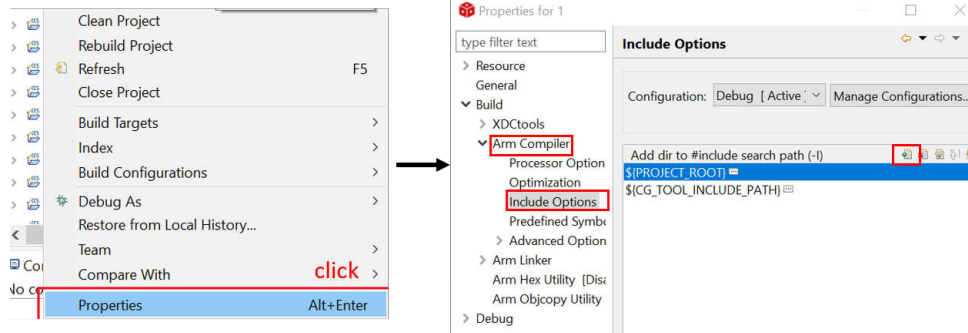 Clean Project
Rebuild Project
Refresh F5
Close Project
Build Targets
Index
Build Configurations
Debug As
Restore from Local History...
Team
Compare With
click
Properties Alt+Enter
Properties for 1
type filter text
Resource
General
Build
XDCtools
Arm Compiler
Processor Option
Optimization
Include Options
Predefined Symbo
Advanced Option
Arm Linker
Arm Hex Utility [Disa
Arm Objcopy Utility
Debug
Include Options
Configuration: Debug [ Active ] Manage Configurations...
Add dir to #include search path (-I)
${PROJECT_ROOT}
${CG_TOOL_INCLUDE_PATH}